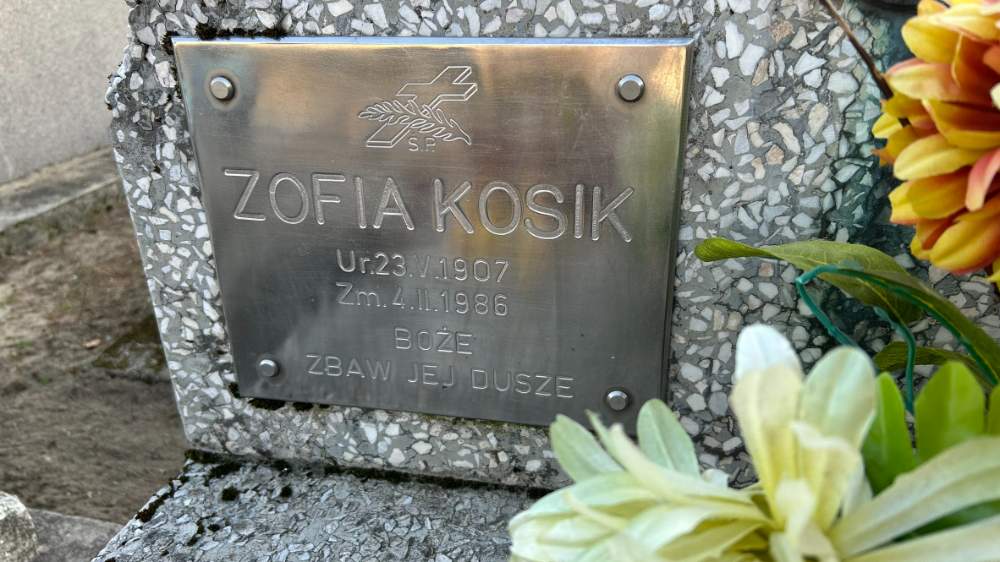 S.P.
ZOFIA KOSIK
Ur.23.V.1907
Zm.4.II.1986
BOŻE
ZBAW JEJ DUSZE